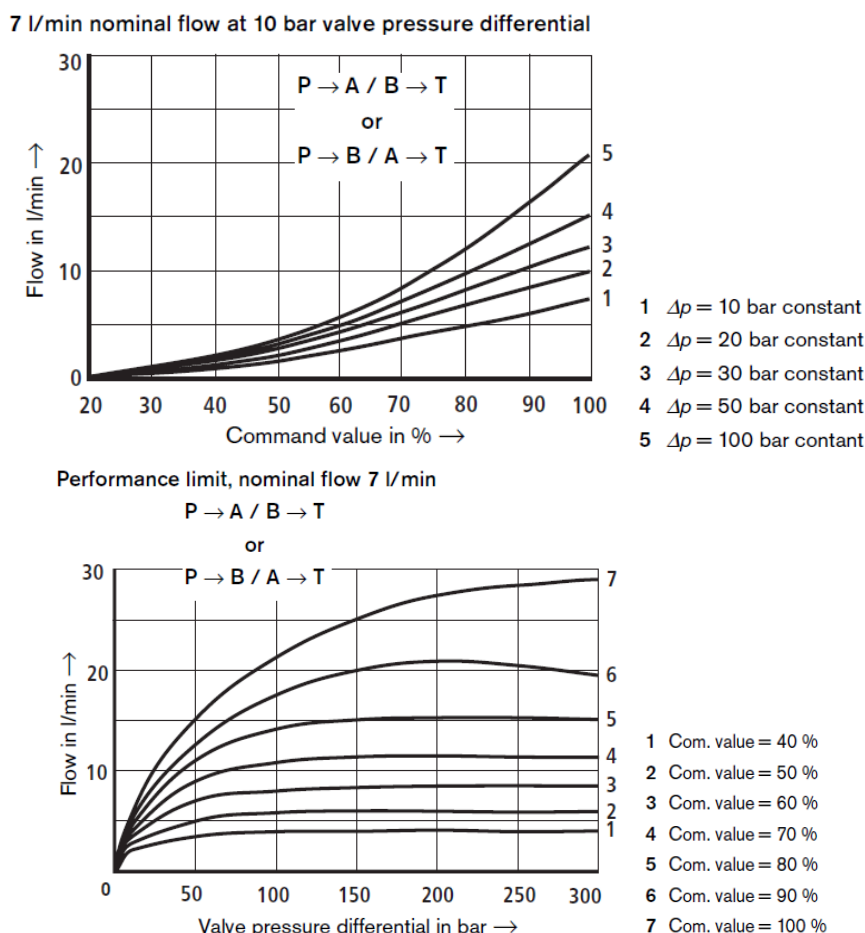 7 l/min nominal flow at 10 bar valve pressure differential
30
P → A / B → T
or
P → B / A → T
5
20
4
3
10
2
1
0
Flow in l/min →
20 30 40 50 60 70 80 90 100
Command value in % →
1 Δp = 10 bar constant
2 Δp = 20 bar constant
3 Δp = 30 bar constant
4 Δp = 50 bar constant
5 Δp = 100 bar contant
Performance limit, nominal flow 7 l/min
P → A / B → T
or
P → B / A → T
30
7
20
6
5
4
10
3
2
1
0 50 100 150 200 250 300
Flow in l/min →
Valve pressure differential in bar →
1 Com. value = 40 %
2 Com. value = 50 %
3 Com. value = 60 %
4 Com. value = 70 %
5 Com. value = 80 %
6 Com. value = 90 %
7 Com. value = 100 %